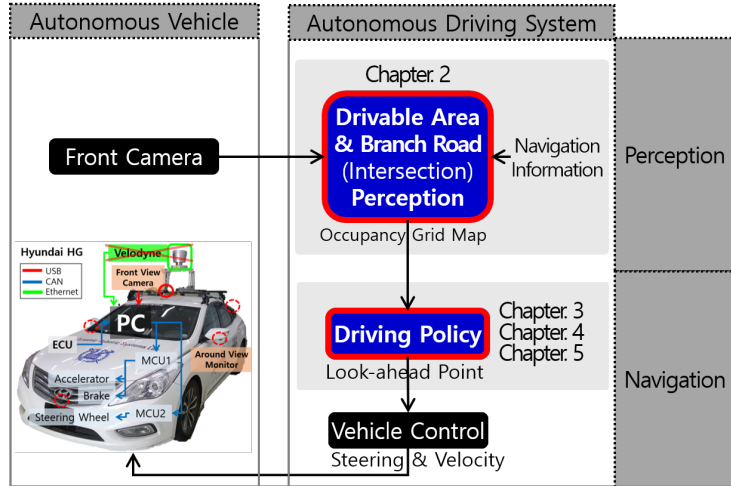 Autonomous Vehicle
Autonomous Driving System
Chapter. 2
Drivable Area
& Branch Road
(Intersection)
Perception
Front Camera
Navigation
Information
Perception
Occupancy Grid Map
Hyundai HG
USB
CAN
Ethernet
Velodyne
Front View
Camera
PC
ECU
MCU1
Around View
Monitor
Accelerator
Brake
Steering Wheel
MCU2
Driving Policy
Chapter. 3
Chapter. 4
Chapter. 5
Look-ahead Point
Navigation
Vehicle Control
Steering & Velocity